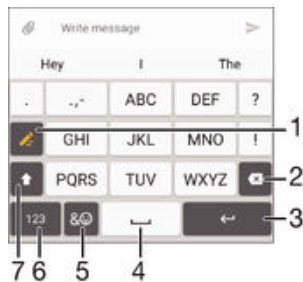 Write message
Hey I The
. .,- ABC DEF ?
GHI JKL MNO ! 1
PQRS TUV WXYZ 2
123 &☺ 3
7 6 5 4